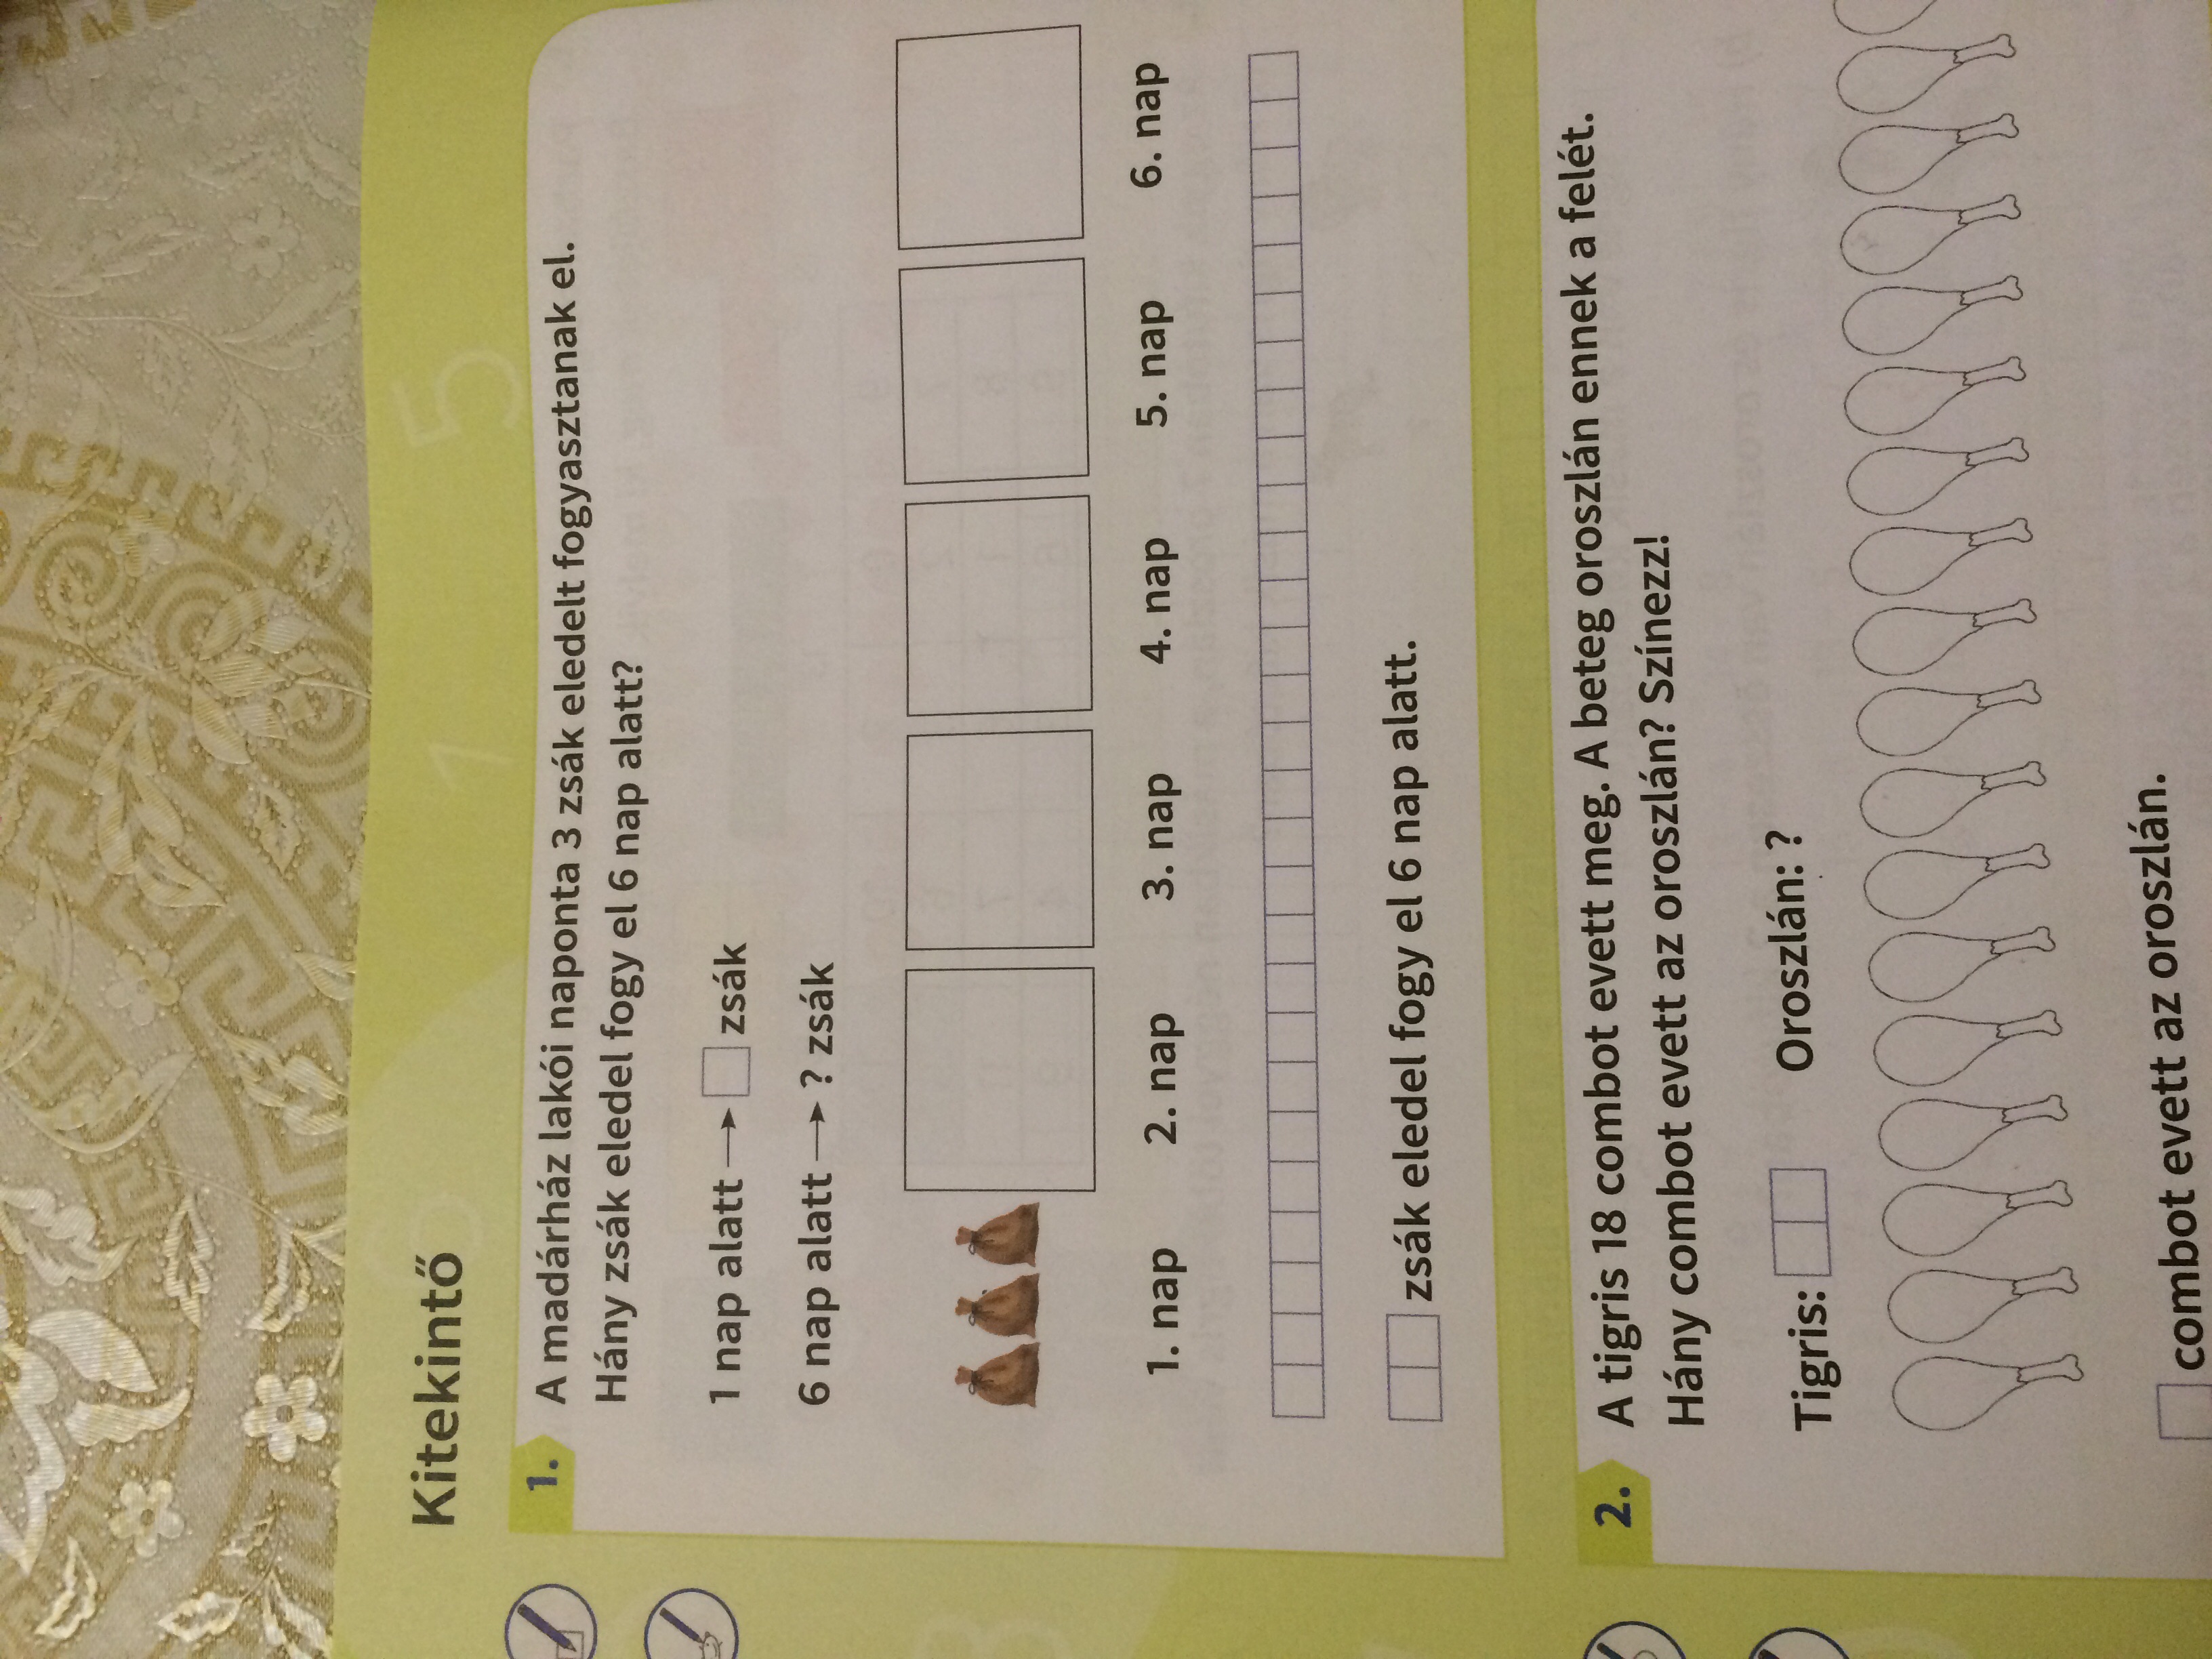 Kitekintő
1. A madárház lakói naponta 3 zsák eledelt fogyasztanak el.
Hány zsák eledel fogy el 6 nap alatt?
1 nap alatt → zsák
6 nap alatt → ? zsák
1. nap 2. nap 3. nap 4. nap 5. nap 6. nap
zsák eledel fogy el 6 nap alatt.
2. A tigris 18 combot evett meg. A beteg oroszlán ennek a felét.
Hány combot evett az oroszlán? Színezz!
Tigris: Oroszlán: ?
combot evett az oroszlán.